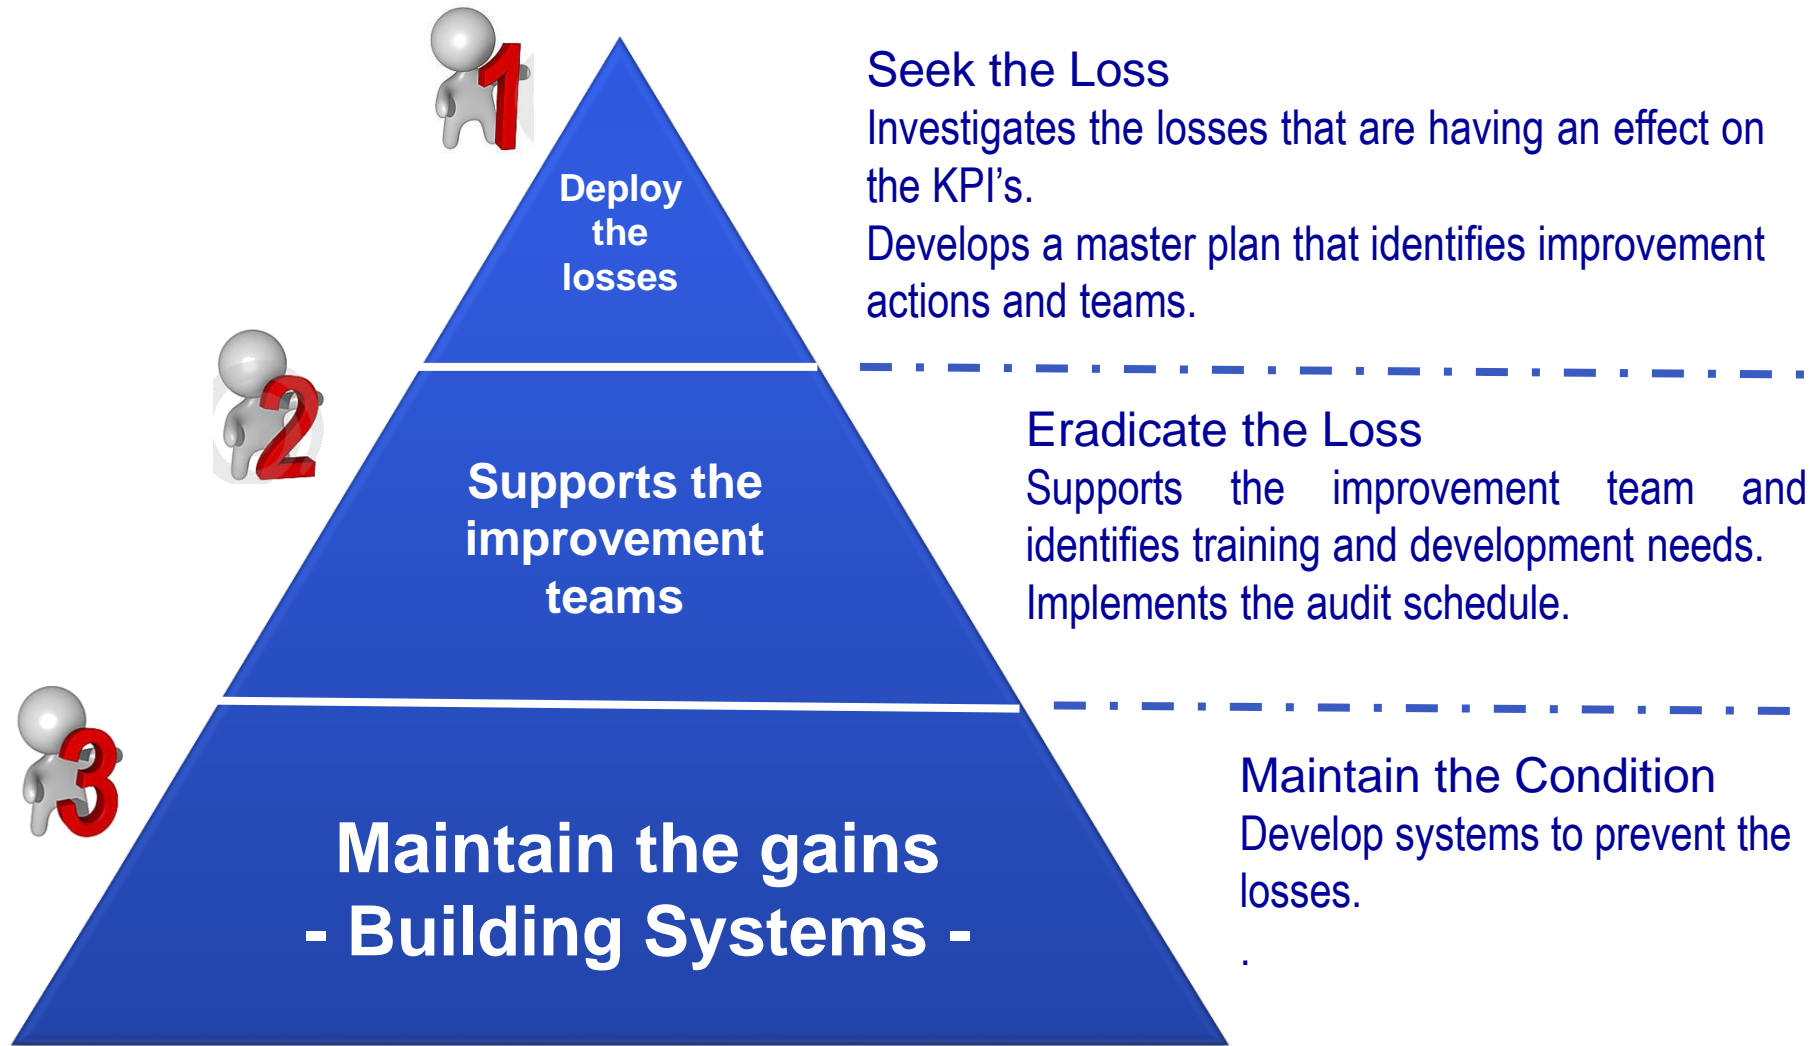 1
Deploy
the
losses
Seek the Loss
Investigates the losses that are having an effect on
the KPI’s.
Develops a master plan that identifies improvement
actions and teams.
2
Supports the
improvement
teams
Eradicate the Loss
Supports the improvement team and
identifies training and development needs.
Implements the audit schedule.
3
Maintain the gains
- Building Systems -
Maintain the Condition
Develop systems to prevent the
losses.
.